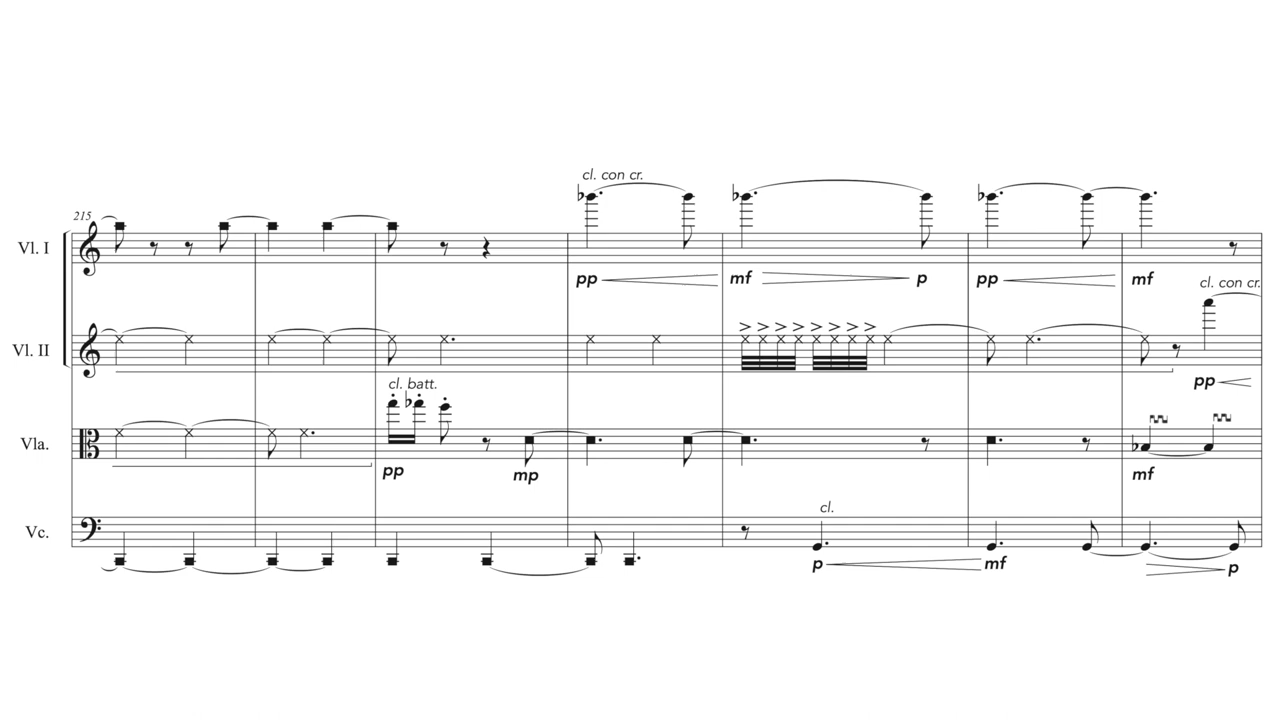 cl. con cr.
215
Vl. I
pp mf p pp mf
cl. con cr.
Vl. II
pp
cl. batt.
Vla.
pp mp mf
cl.
Vc.
p mf p